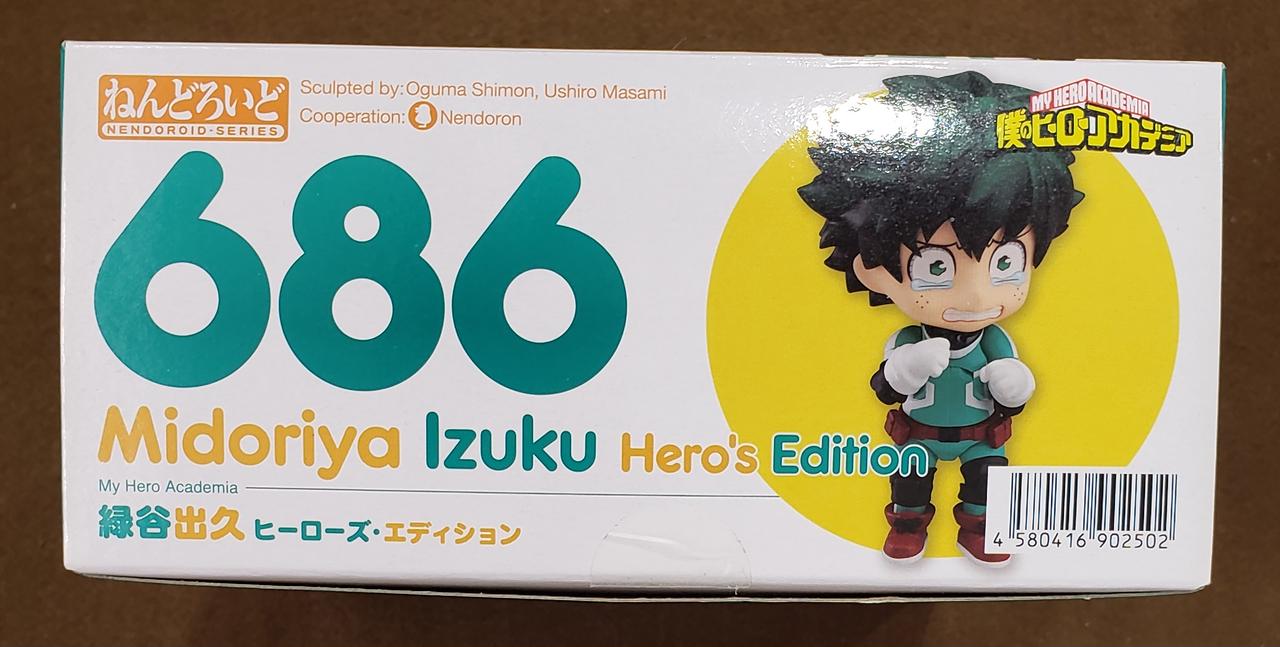 ねんどろいど
NENDOROID-SERIES
Sculpted by:Oguma Shimon, Ushiro Masami
Cooperation: Nendoron
MY HERO ACADEMIA
僕のヒーローアカデミア
686
Midoriya Izuku Hero's Edition
My Hero Academia
緑谷出久 ヒーローズ・エディション
4 580416 902502